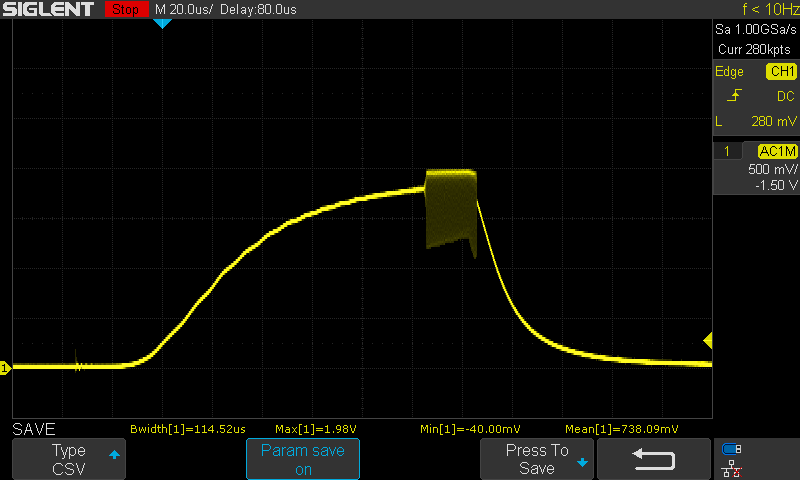 SIGLENT Stop M 20.0us/ Delay:80.0us f < 10Hz
Sa 1.00GSa/s
Curr 280kpts
Edge CH1
DC
L 280 mV
1 AC1M
500 mV/
-1.50 V
1
SAVE Bwidth[1]=114.52us Max[1]=1.98V Min[1]=-40.00mV Mean[1]=738.09mV
Type
CSV
Param save
on
Press To
Save